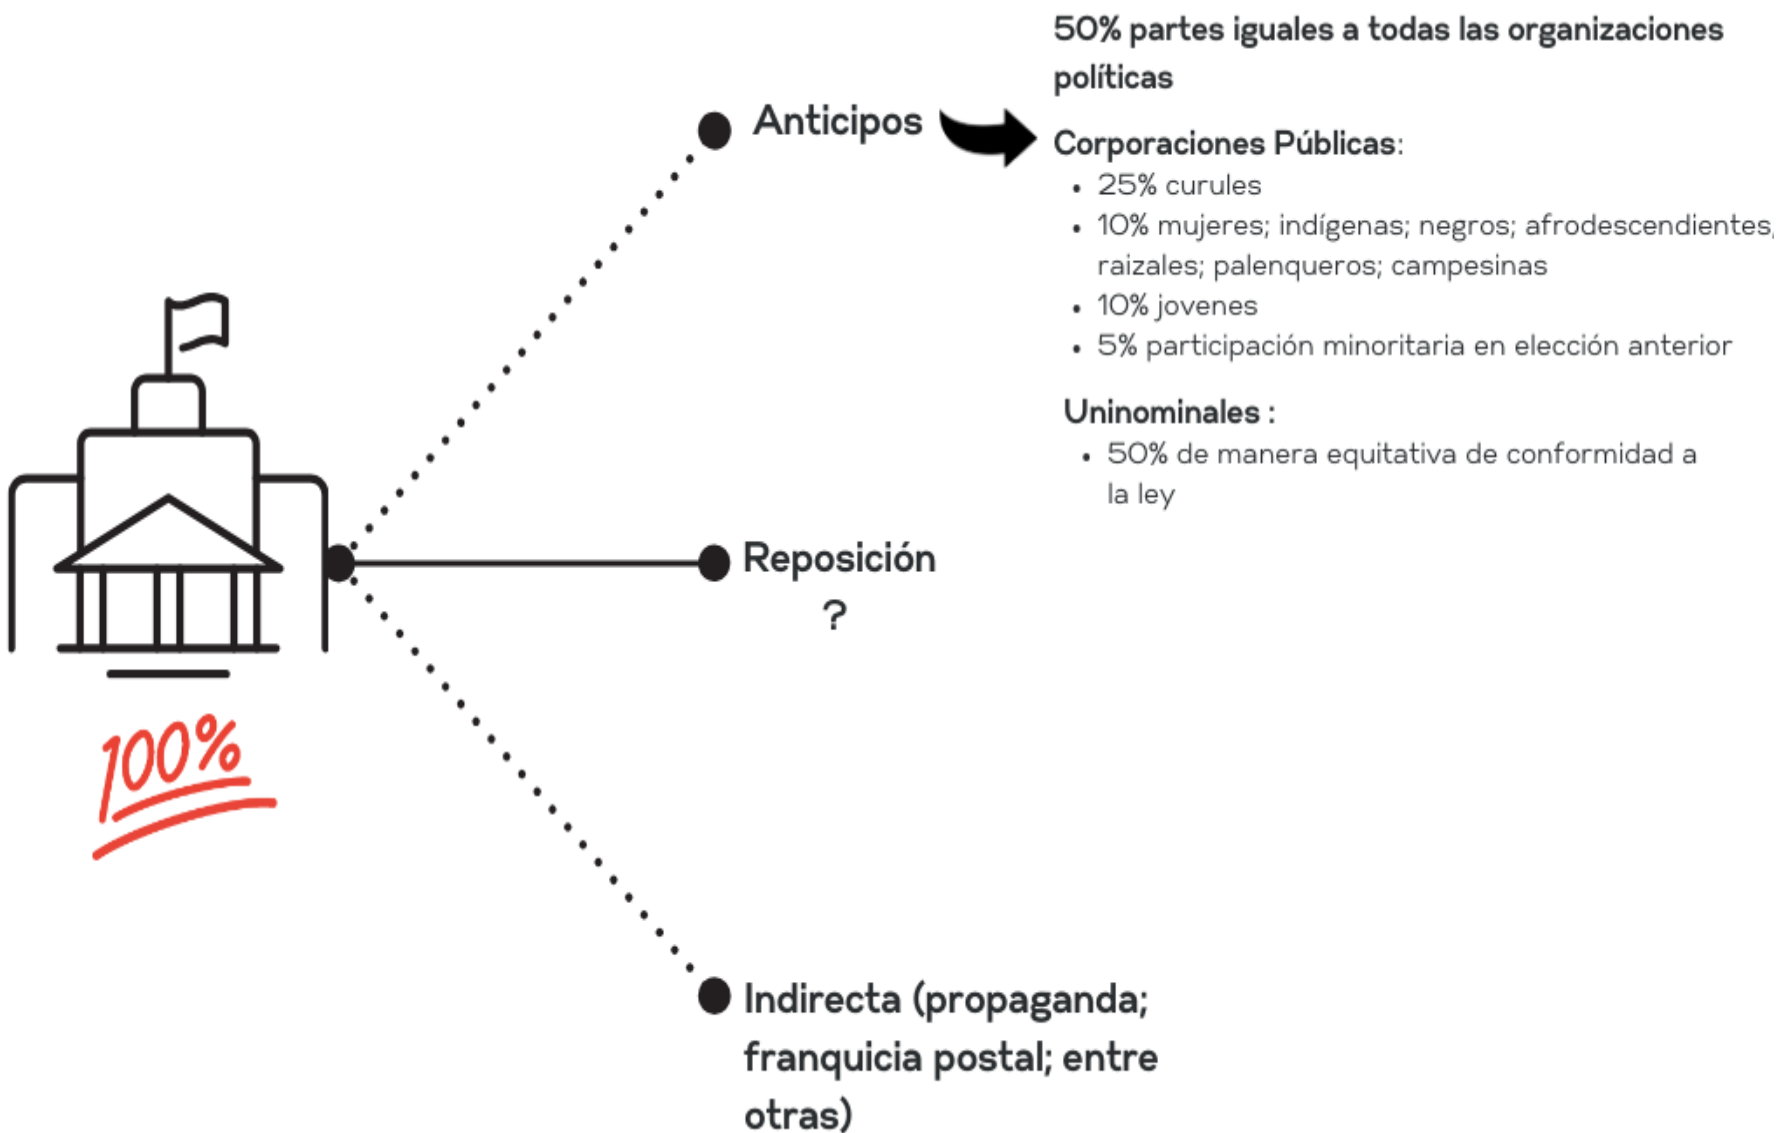 50% partes iguales a todas las organizaciones
políticas
Anticipos
Corporaciones Públicas:
• 25% curules
• 10% mujeres; indígenas; negros; afrodescendientes,
raizales; palenqueros; campesinas
• 10% jovenes
• 5% participación minoritaria en elección anterior
Uninominales :
• 50% de manera equitativa de conformidad a
la ley
Reposición
?
100%
Indirecta (propaganda;
franquicia postal; entre
otras)